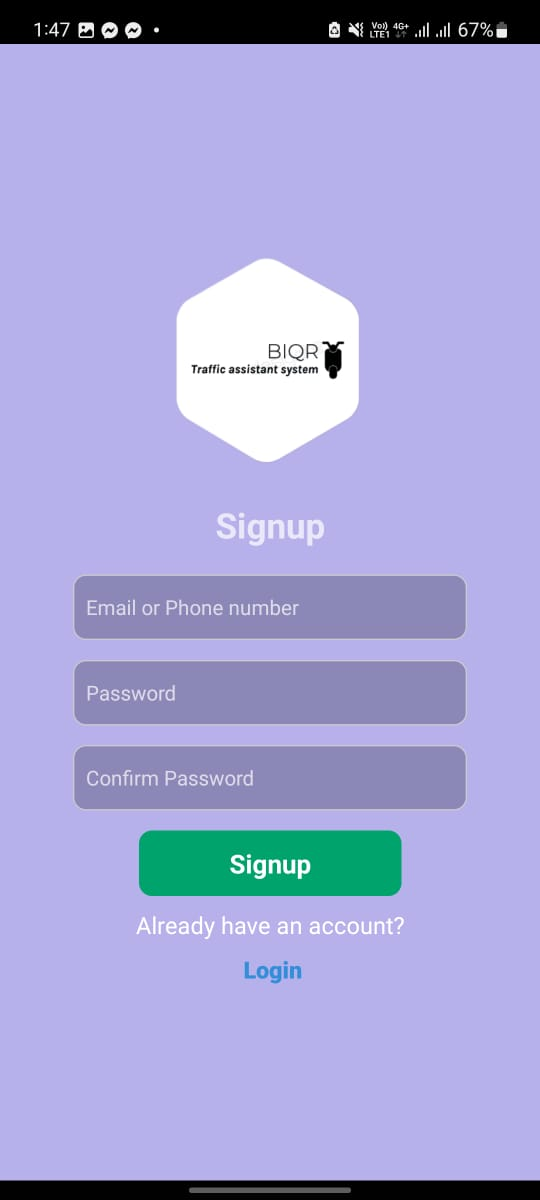 1:47
Vo)) 4G+ 67%
LTE1
BIQR
Traffic assistant system
Signup
Email or Phone number
Password
Confirm Password
Signup
Already have an account?
Login